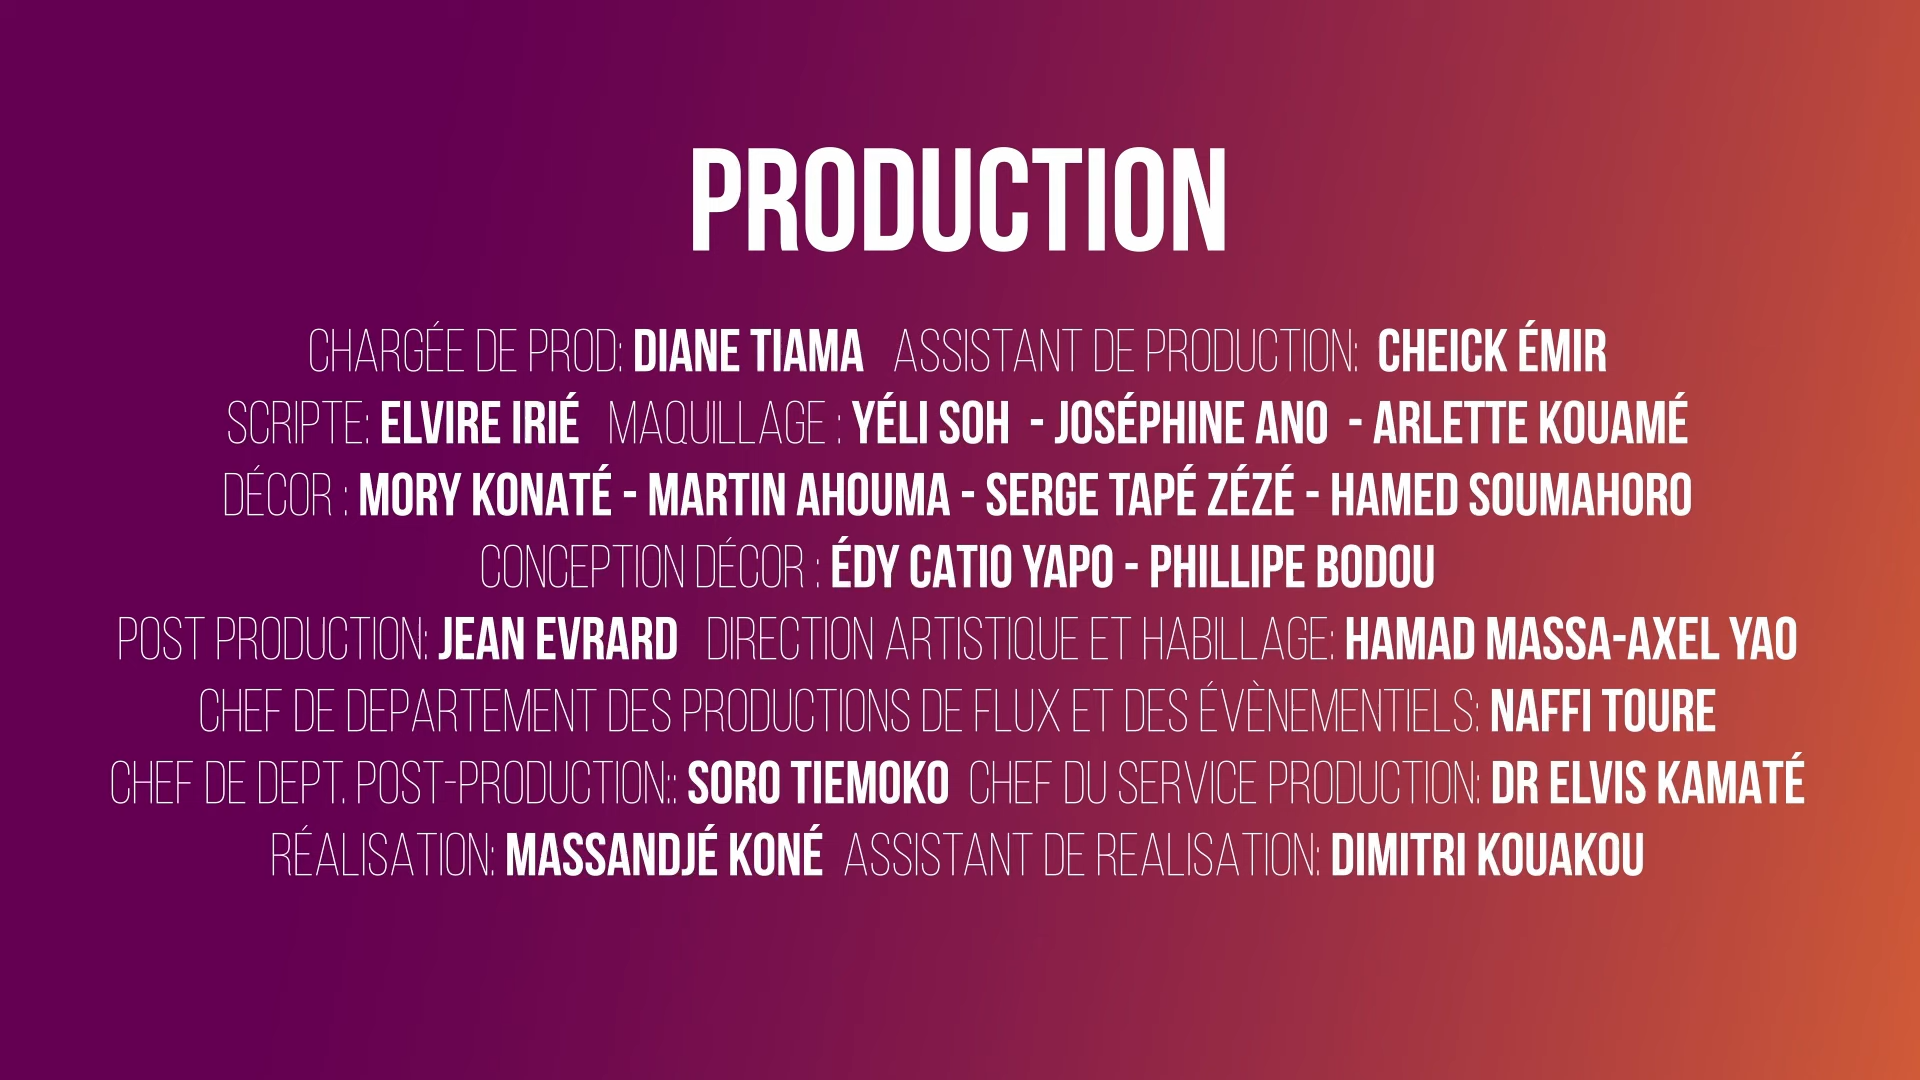 PRODUCTION
CHARGÉE DE PROD: DIANE TIAMA ASSISTANT DE PRODUCTION: CHEICK ÉMIR
SCRIPTE: ELVIRE IRIÉ MAQUILLAGE : YÉLI SOH - JOSÉPHINE ANO - ARLETTE KOUAMÉ
DÉCOR : MORY KONATÉ - MARTIN AHOUMA - SERGE TAPÉ ZÉZÉ - HAMED SOUMAHORO
CONCEPTION DÉCOR : ÉDY CATIO YAPO - PHILLIPE BODOU
POST PRODUCTION: JEAN EVRARD DIRECTION ARTISTIQUE ET HABILLAGE: HAMAD MASSA-AXEL YAO
CHEF DE DEPARTEMENT DES PRODUCTIONS DE FLUX ET DES ÉVÈNEMENTIELS: NAFFI TOURE
CHEF DE DEPT. POST-PRODUCTION:: SORO TIEMOKO CHEF DU SERVICE PRODUCTION: DR ELVIS KAMATÉ
RÉALISATION: MASSANDJÉ KONÉ ASSISTANT DE REALISATION: DIMITRI KOUAKOU